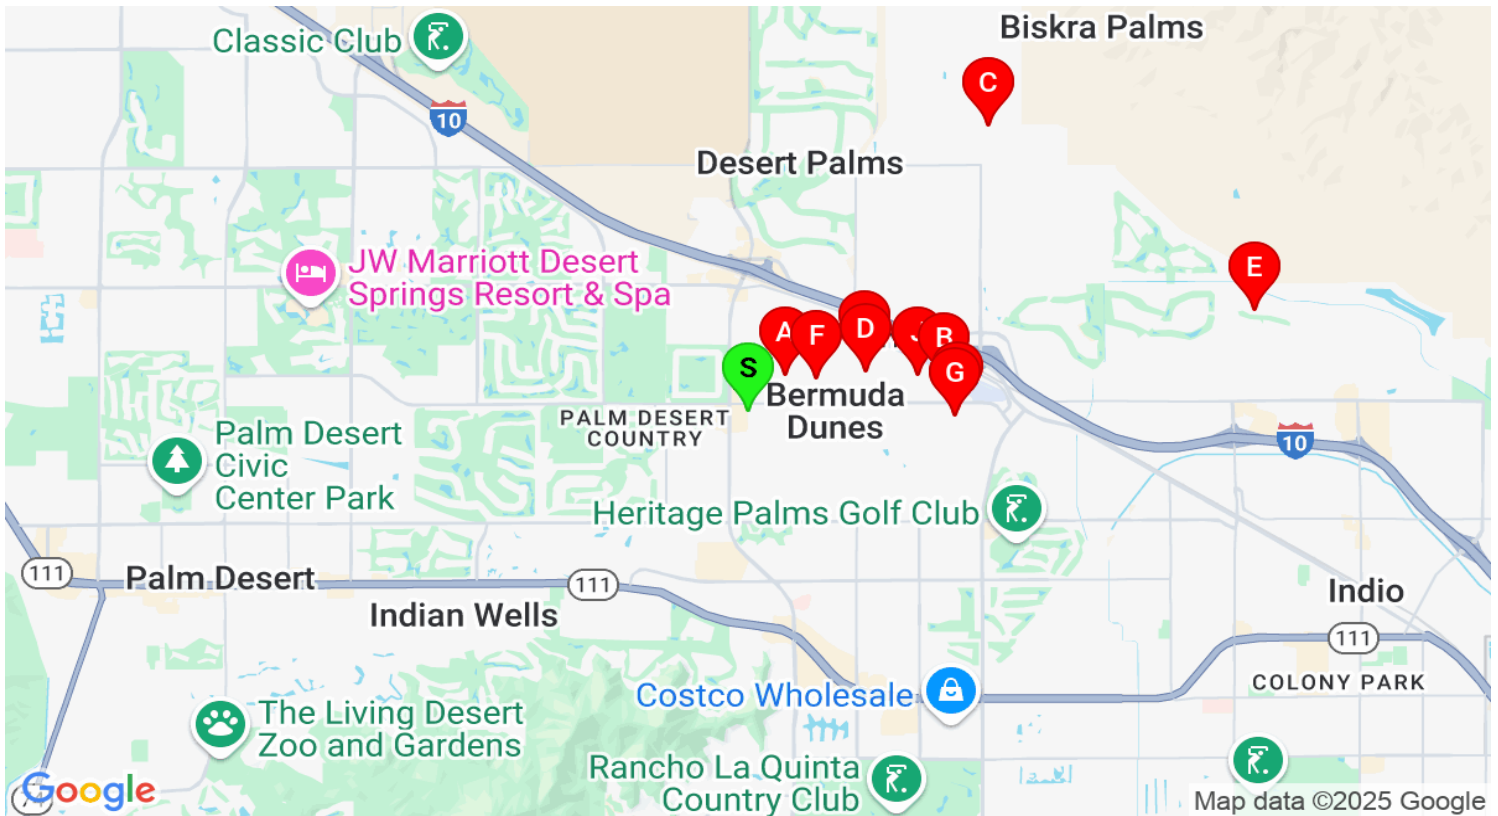 Biskra Palms
Classic Club
C
10
Desert Palms
JW Marriott Desert
Springs Resort & Spa
E
A
F
D
J
B
S
G
Bermuda
Dunes
PALM DESERT
COUNTRY
Palm Desert
Civic
Center Park
10
Heritage Palms Golf Club
111
Palm Desert
111
Indian Wells
Indio
111
COLONY PARK
Costco Wholesale
The Living Desert
Zoo and Gardens
Rancho La Quinta
Country Club
74
Google
Map data ©2025 Google